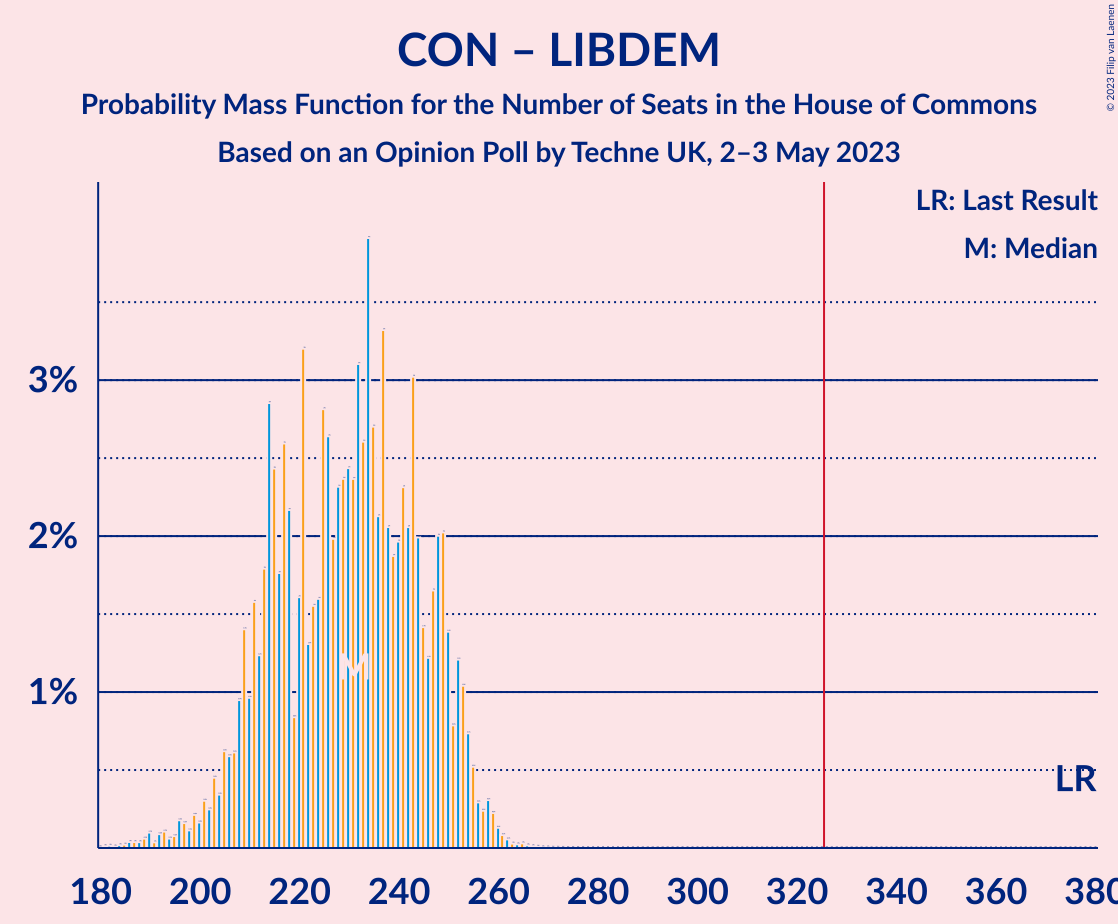 CON – LIBDEM
Probability Mass Function for the Number of Seats in the House of Commons
Based on an Opinion Poll by Techne UK, 2–3 May 2023
© 2023 Filip van Laenen
LR: Last Result
M: Median
3%
2%
1%
M
LR
180 200 220 240 260 280 300 320 340 360 380